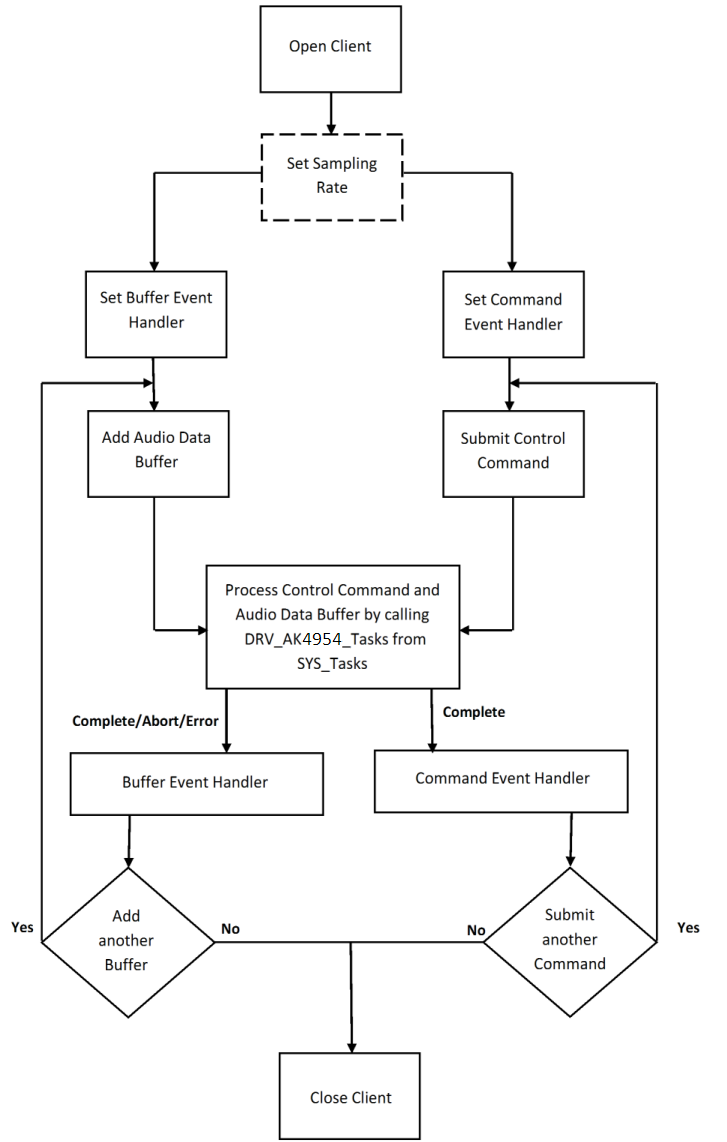 Open Client
Set Sampling
Rate
Set Buffer Event
Handler
Set Command
Event Handler
Add Audio Data
Buffer
Submit Control
Command
Process Control Command and
Audio Data Buffer by calling
DRV_AK4954_Tasks from
SYS_Tasks
Complete/Abort/Error
Complete
Buffer Event Handler
Command Event Handler
Yes
Add
another
Buffer
No
No
Submit
another
Command
Yes
Close Client